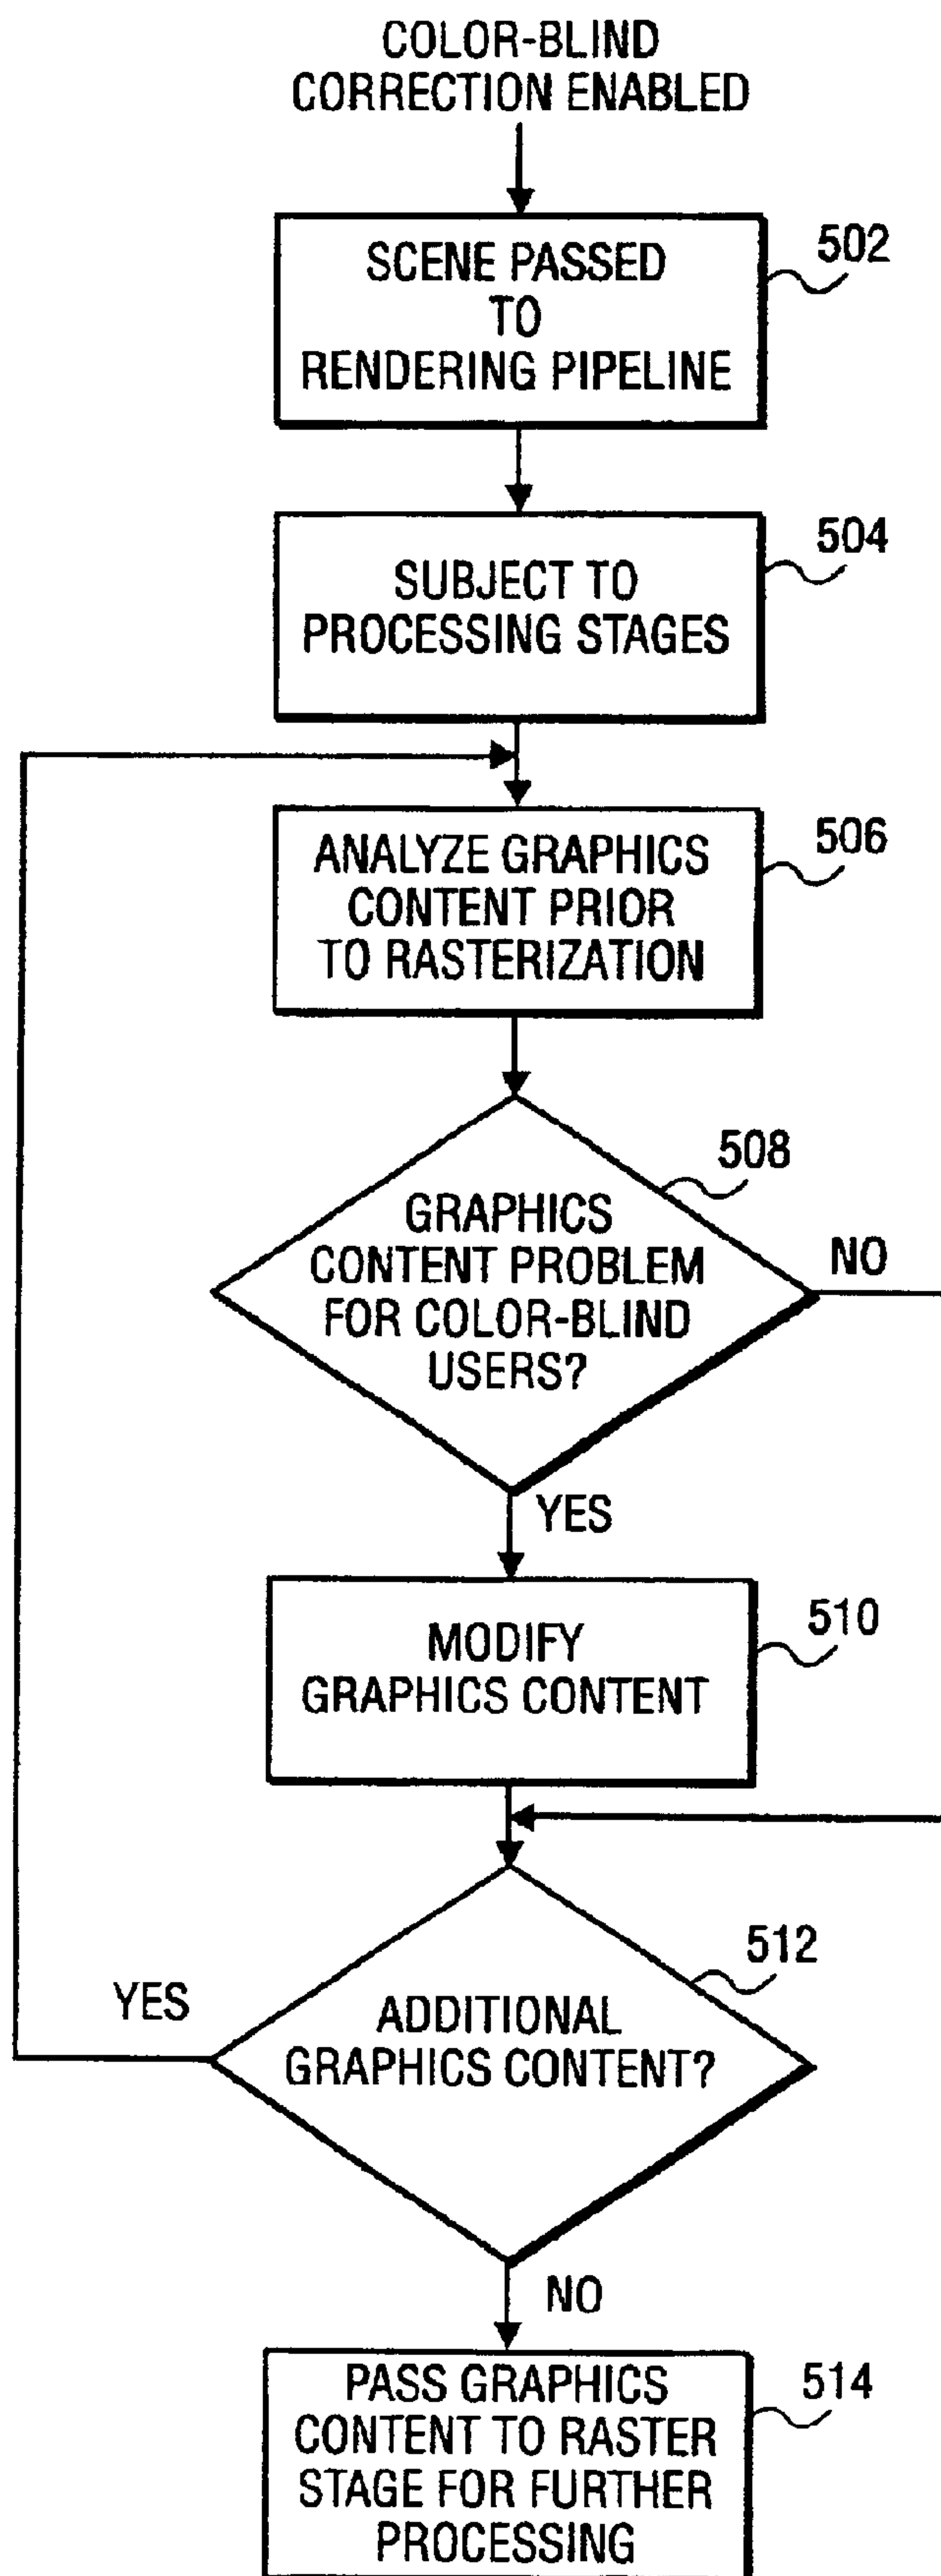 COLOR-BLIND
CORRECTION ENABLED
SCENE PASSED
TO
RENDERING PIPELINE
502
SUBJECT TO
PROCESSING STAGES
504
ANALYZE GRAPHICS
CONTENT PRIOR
TO RASTERIZATION
506
GRAPHICS
CONTENT PROBLEM
FOR COLOR-BLIND
USERS?
508
NO
YES
MODIFY
GRAPHICS CONTENT
510
ADDITIONAL
GRAPHICS CONTENT?
512
YES
NO
PASS GRAPHICS
CONTENT TO RASTER
STAGE FOR FURTHER
PROCESSING
514